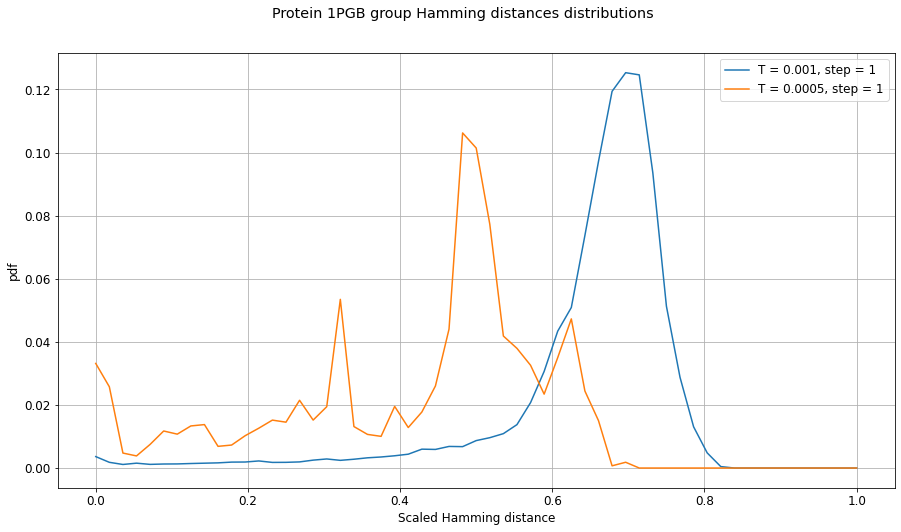 Protein 1PGB group Hamming distances distributions
T = 0.001, step = 1
T = 0.0005, step = 1
0.12
0.10
0.08
0.06
0.04
0.02
0.00
pdf
0.0 0.2 0.4 0.6 0.8 1.0
Scaled Hamming distance